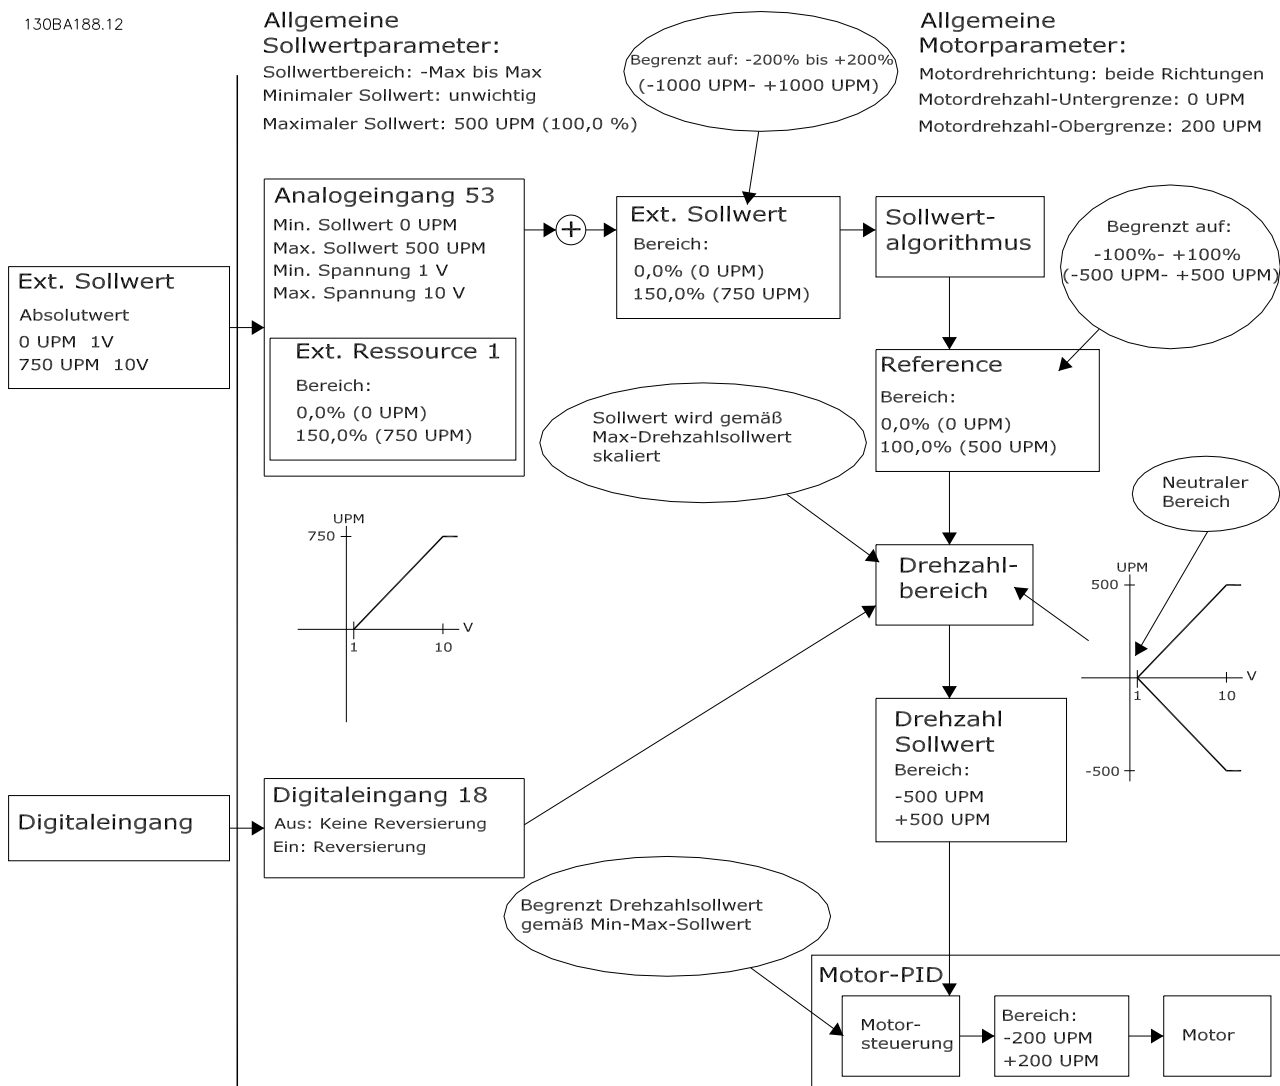 130BA188.12
Allgemeine
Sollwertparameter:
Sollwertbereich: -Max bis Max
Minimaler Sollwert: unwichtig
Maximaler Sollwert: 500 UPM (100,0 %)
Begrenzt auf: -200% bis +200%
(-1000 UPM- +1000 UPM)
Allgemeine
Motorparameter:
Motordrehrichtung: beide Richtungen
Motordrehzahl-Untergrenze: 0 UPM
Motordrehzahl-Obergrenze: 200 UPM
Ext. Sollwert
Absolutwert
0 UPM 1V
750 UPM 10V
Analogeingang 53
Min. Sollwert 0 UPM
Max. Sollwert 500 UPM
Min. Spannung 1 V
Max. Spannung 10 V
Ext. Ressource 1
Bereich:
0,0% (0 UPM)
150,0% (750 UPM)
+
Ext. Sollwert
Bereich:
0,0% (0 UPM)
150,0% (750 UPM)
Sollwert-
algorithmus
Begrenzt auf:
-100%- +100%
(-500 UPM- +500 UPM)
Reference
Bereich:
0,0% (0 UPM)
100,0% (500 UPM)
Sollwert wird gemäß
Max-Drehzahlsollwert
skaliert
Neutraler
Bereich
UPM
750
V
1
10
Drehzahl-
bereich
UPM
500
V
1
10
-500
Drehzahl
Sollwert
Bereich:
-500 UPM
+500 UPM
Digitaleingang
Digitaleingang 18
Aus: Keine Reversierung
Ein: Reversierung
Begrenzt Drehzahlsollwert
gemäß Min-Max-Sollwert
Motor-PID
Motor-
steuerung
Bereich:
-200 UPM
+200 UPM
Motor